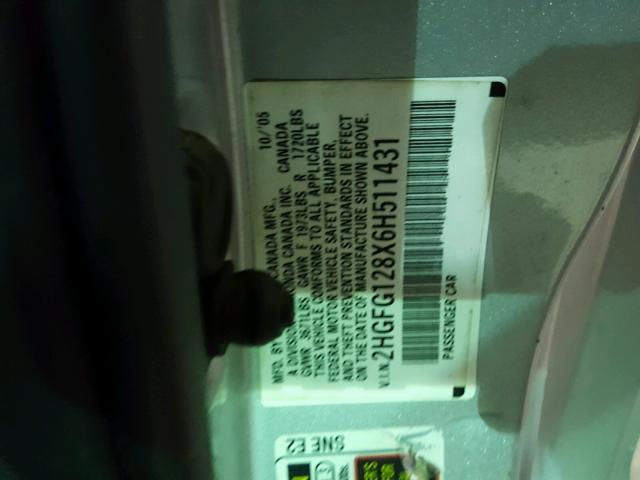 MFD. BY CANADA MFG., 10/'05
A DIVISION CANADA INC. CANADA
GVWR 3671LBS GAWR F 1973LBS R 1720LBS
THIS VEHICLE CONFORMS TO ALL APPLICABLE
FEDERAL MOTOR VEHICLE SAFETY, BUMPER,
AND THEFT PREVENTION STANDARDS IN EFFECT
ON THE DATE OF MANUFACTURE SHOWN ABOVE.
V.I.N. 2HGFG128X6H511431
PASSENGER CAR
SNE E2